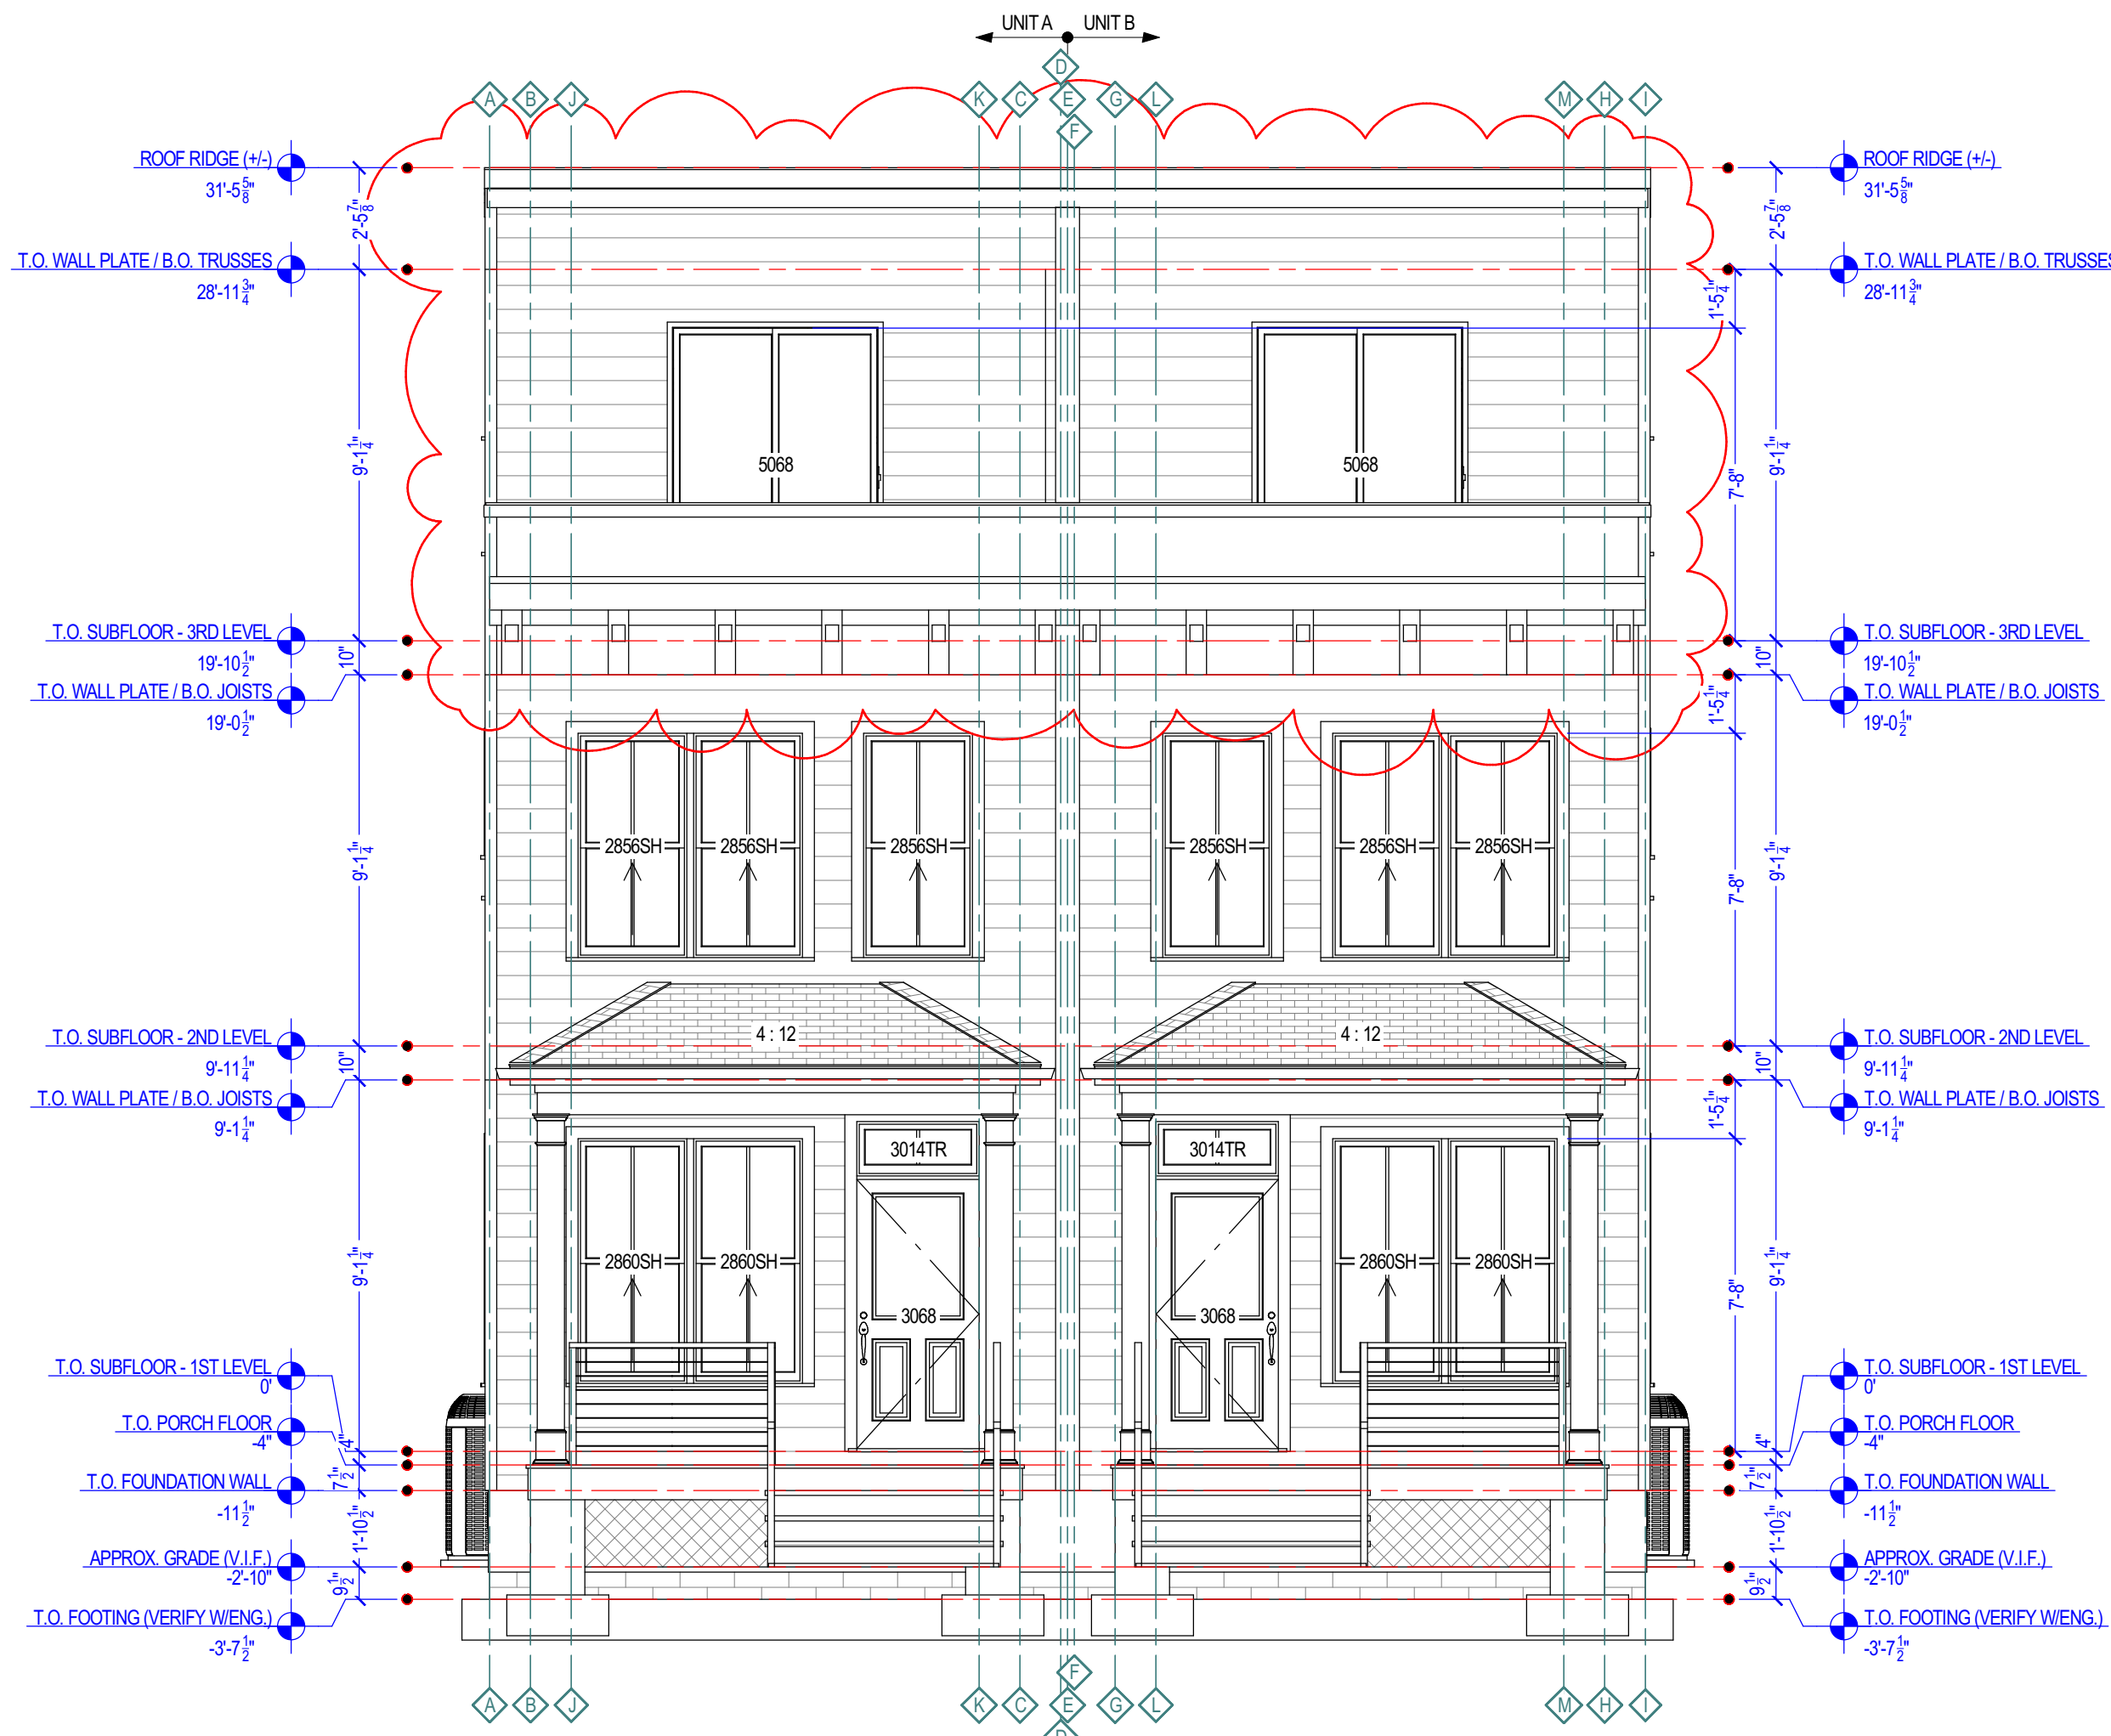 UNIT A UNIT B
D
A B J K C E G L M H I
F
ROOF RIDGE (+/-)
31'-5 5/8"
2'-5 7/8"
T.O. WALL PLATE / B.O. TRUSSES
28'-11 3/4"
9'-1 1/4"
T.O. SUBFLOOR - 3RD LEVEL
19'-10 1/2"
10"
T.O. WALL PLATE / B.O. JOISTS
19'-0 1/2"
9'-1 1/4"
T.O. SUBFLOOR - 2ND LEVEL
9'-11 1/4"
10"
T.O. WALL PLATE / B.O. JOISTS
9'-1 1/4"
9'-1 1/4"
T.O. SUBFLOOR - 1ST LEVEL
0'
T.O. PORCH FLOOR
-4"
4"
7 1/2"
T.O. FOUNDATION WALL
-11 1/2"
1'-10 1/2"
APPROX. GRADE (V.I.F.)
-2'-10"
9 1/2"
T.O. FOOTING (VERIFY W/ENG.)
-3'-7 1/2"
5068 5068
2856SH 2856SH 2856SH 2856SH 2856SH 2856SH
4 : 12 4 : 12
3014TR 3014TR
2860SH 2860SH 2860SH 2860SH
3068 3068
ROOF RIDGE (+/-)
31'-5 5/8"
2'-5 7/8"
T.O. WALL PLATE / B.O. TRUSSES
28'-11 3/4"
1'-5 1/4"
7'-8"
9'-1 1/4"
T.O. SUBFLOOR - 3RD LEVEL
19'-10 1/2"
10"
T.O. WALL PLATE / B.O. JOISTS
19'-0 1/2"
1'-5 1/4"
7'-8"
9'-1 1/4"
T.O. SUBFLOOR - 2ND LEVEL
9'-11 1/4"
10"
T.O. WALL PLATE / B.O. JOISTS
9'-1 1/4"
1'-5 1/4"
7'-8"
9'-1 1/4"
T.O. SUBFLOOR - 1ST LEVEL
0'
T.O. PORCH FLOOR
-4"
4"
7 1/2"
T.O. FOUNDATION WALL
-11 1/2"
1'-10 1/2"
APPROX. GRADE (V.I.F.)
-2'-10"
9 1/2"
T.O. FOOTING (VERIFY W/ENG.)
-3'-7 1/2"
F
A B J K C E G L M H I
D